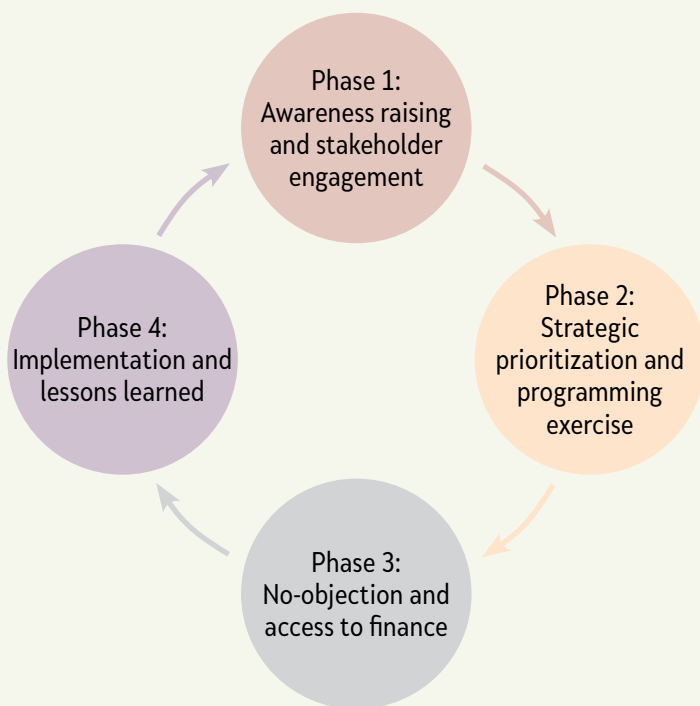 Phase 1:
Awareness raising
and stakeholder
engagement
Phase 2:
Strategic
prioritization and
programming
exercise
Phase 3:
No-objection and
access to finance
Phase 4:
Implementation and
lessons learned